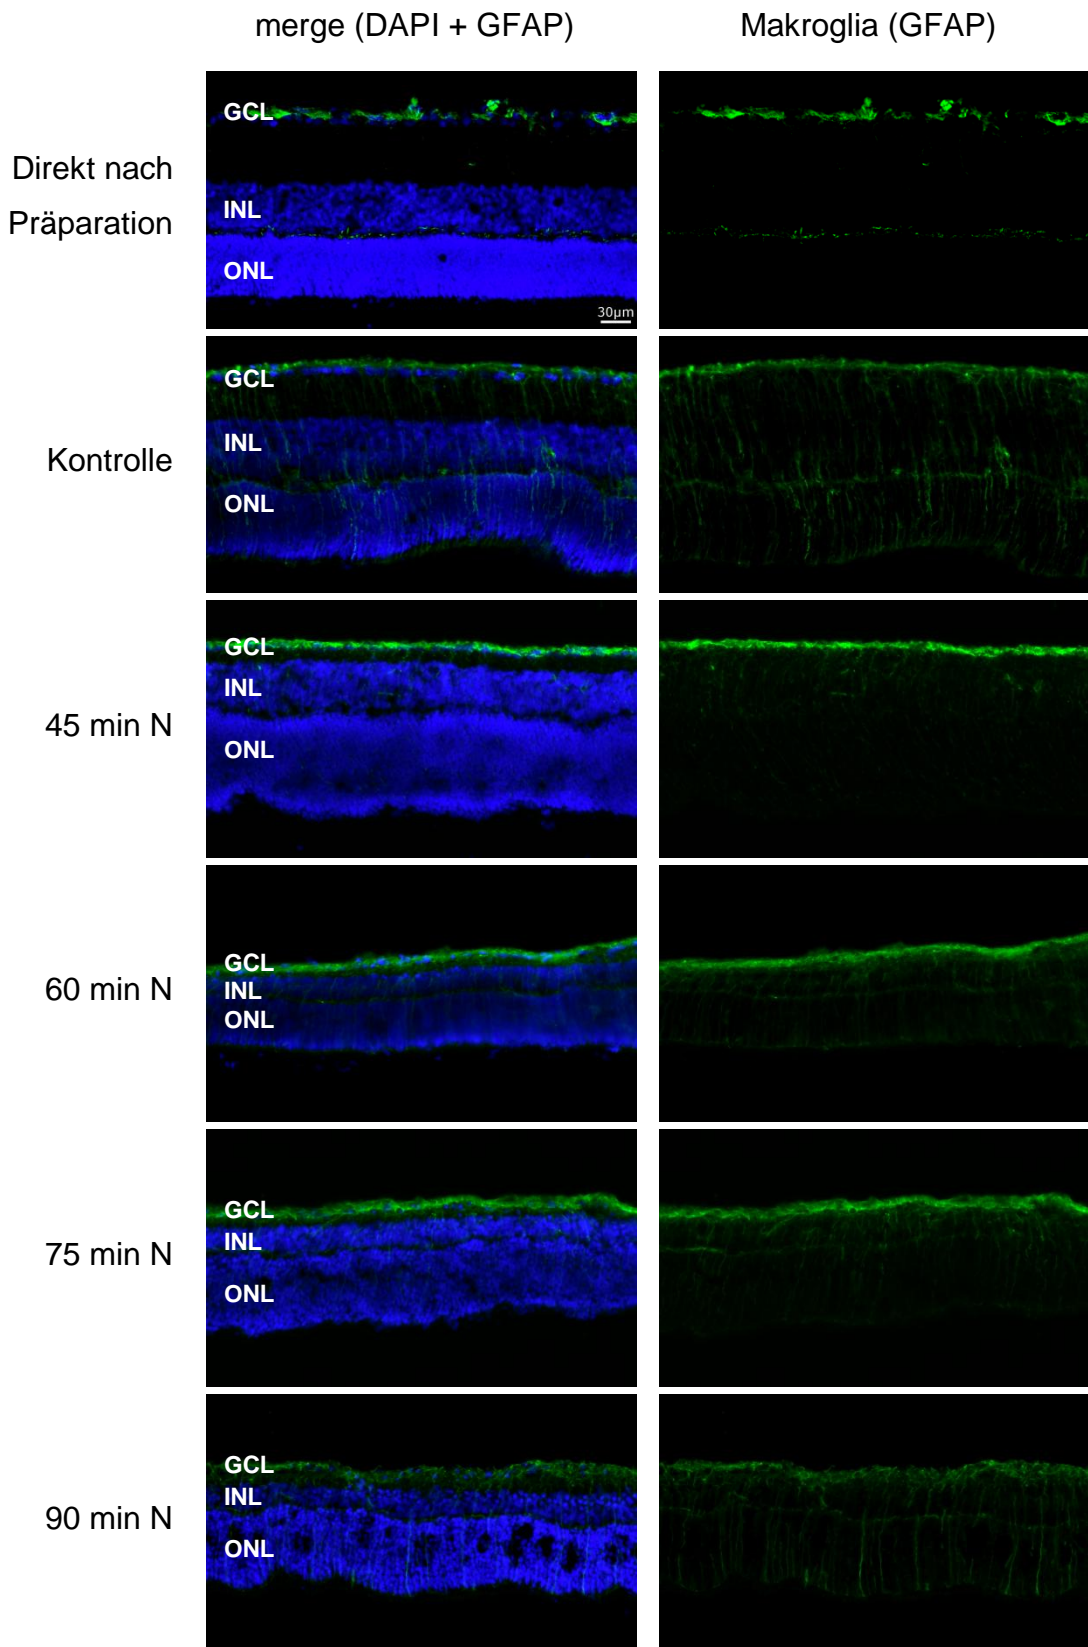 merge (DAPI + GFAP)
Makroglia (GFAP)
Direkt nach
Präparation
GCL
INL
ONL
30µm
Kontrolle
GCL
INL
ONL
45 min N
GCL
INL
ONL
60 min N
GCL
INL
ONL
75 min N
GCL
INL
ONL
90 min N
GCL
INL
ONL